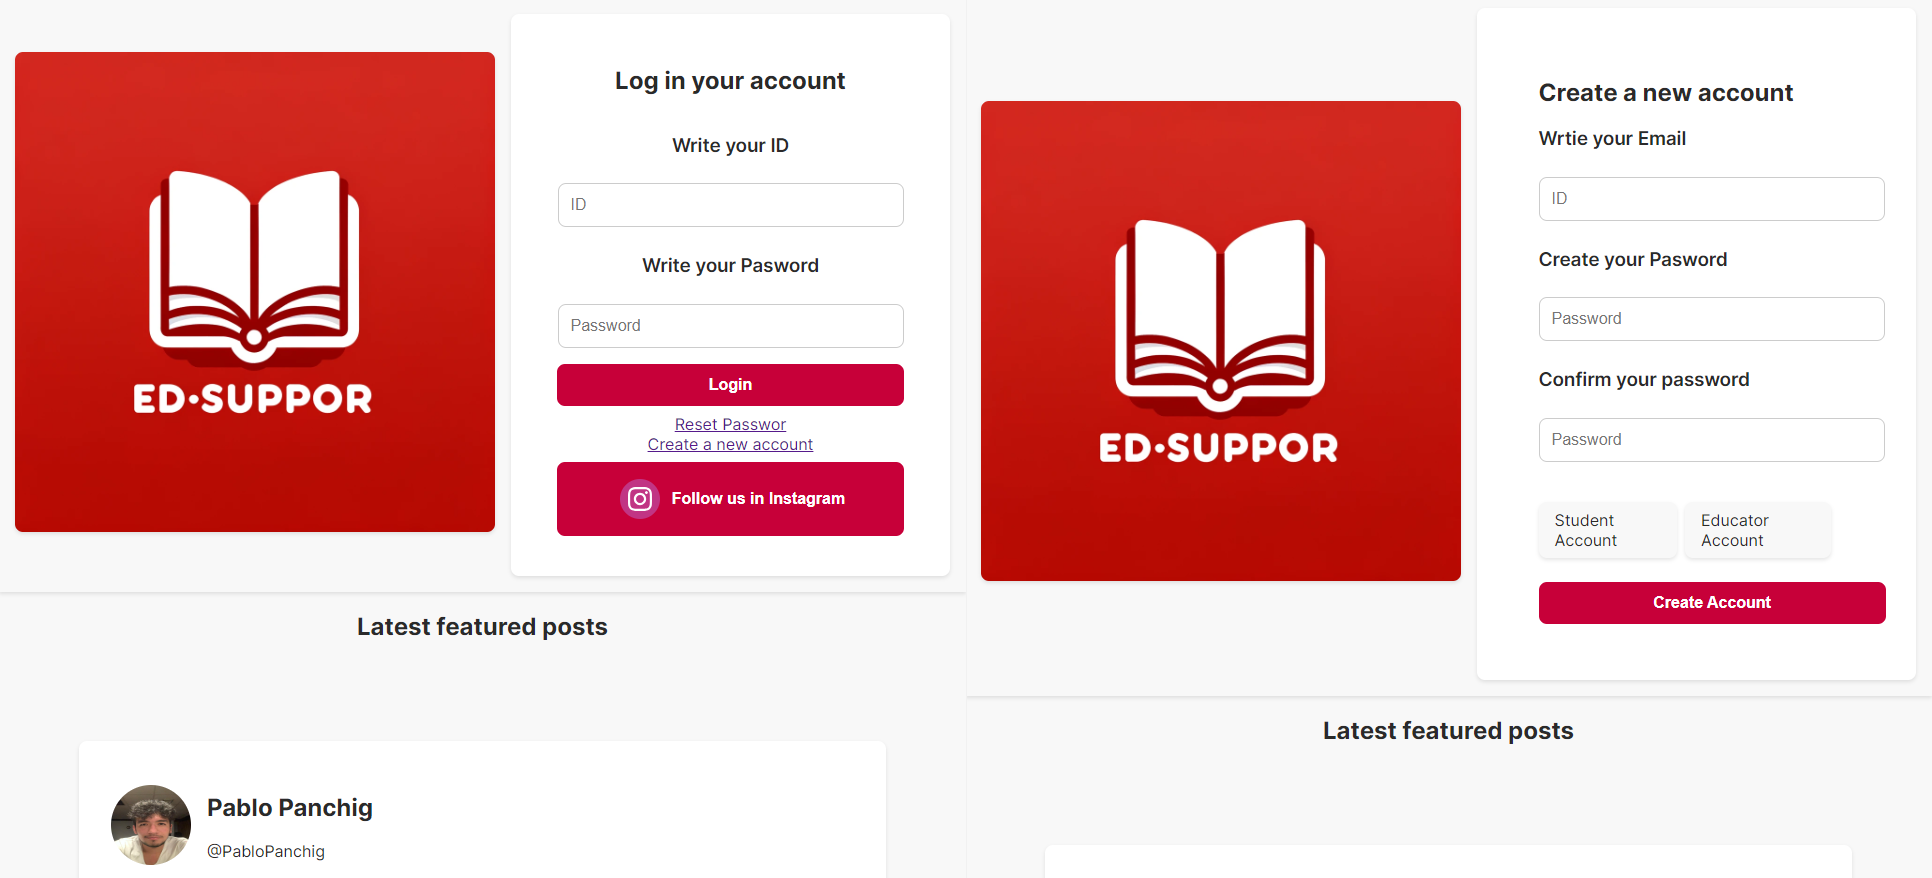 ED•SUPPOR
Log in your account
Write your ID
ID
Write your Pasword
Password
Login
Reset Passwor
Create a new account
Follow us in Instagram
Latest featured posts
Pablo Panchig
@PabloPanchig
ED•SUPPOR
Create a new account
Wrtie your Email
ID
Create your Pasword
Password
Confirm your password
Password
Student
Account
Educator
Account
Create Account
Latest featured posts